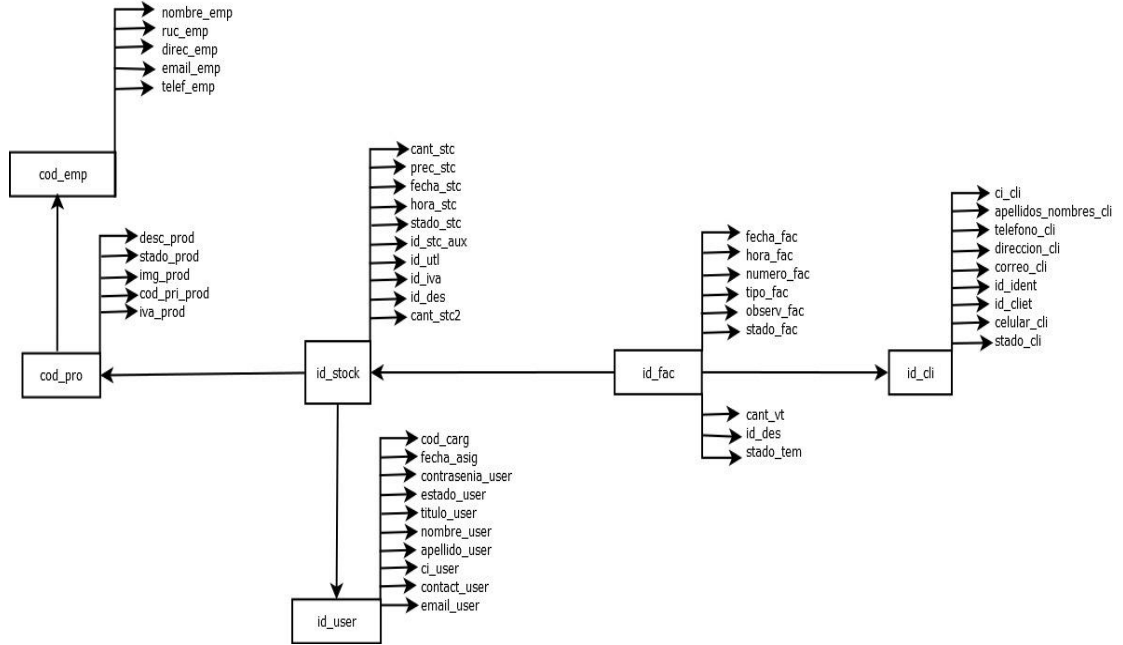 nombre_emp
ruc_emp
direc_emp
email_emp
telef_emp
cod_emp
desc_prod
stado_prod
img_prod
cod_pri_prod
iva_prod
cod_pro
cant_stc
prec_stc
fecha_stc
hora_stc
stado_stc
id_stc_aux
id_utl
id_iva
id_des
cant_stc2
id_stock
cod_carg
fecha_asig
contrasenia_user
estado_user
titulo_user
nombre_user
apellido_user
ci_user
contact_user
email_user
id_user
fecha_fac
hora_fac
numero_fac
tipo_fac
observ_fac
stado_fac
id_fac
cant_vt
id_des
stado_tem
ci_cli
apellidos_nombres_cli
telefono_cli
direccion_cli
correo_cli
id_ident
id_cliet
celular_cli
stado_cli
id_cli